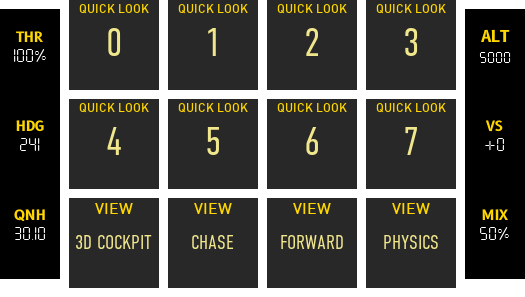 THR
100%
HDG
241
QNH
30.10
QUICK LOOK
0
QUICK LOOK
1
QUICK LOOK
2
QUICK LOOK
3
QUICK LOOK
4
QUICK LOOK
5
QUICK LOOK
6
QUICK LOOK
7
VIEW
3D COCKPIT
VIEW
CHASE
VIEW
FORWARD
VIEW
PHYSICS
ALT
5000
VS
+0
MIX
50%